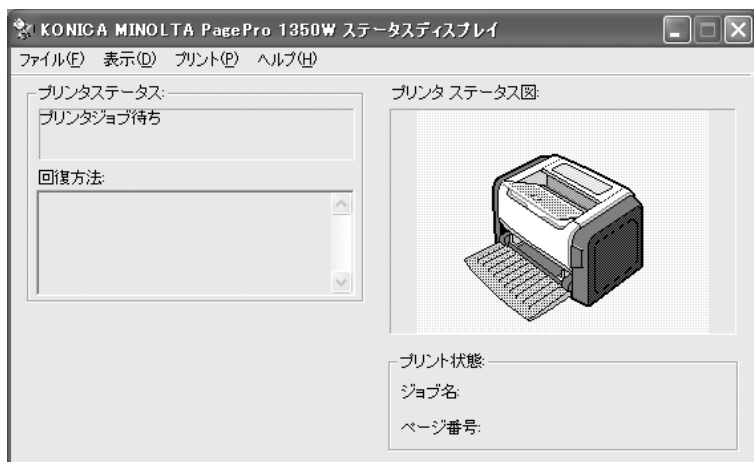 KONICA MINOLTA PagePro 1350W ステータスディスプレイ
ファイル(F) 表示(D) プリント(P) ヘルプ(H)
プリンタステータス:
プリンタジョブ待ち
回復方法:
プリンタ ステータス図:
プリント状態:
ジョブ名:
ページ番号: